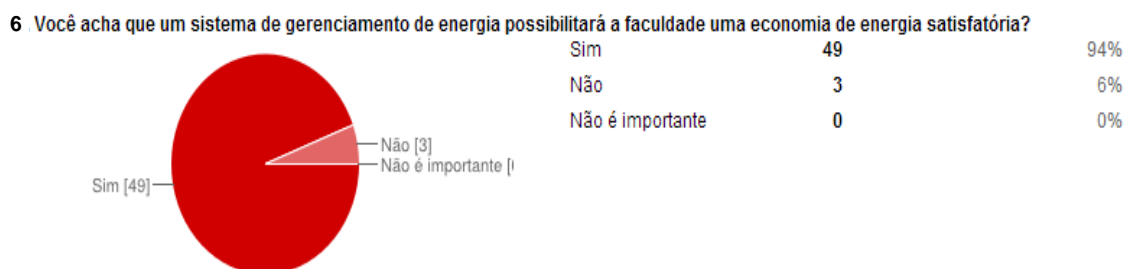 6 Você acha que um sistema de gerenciamento de energia possibilitará a faculdade uma economia de energia satisfatória?
Sim 49 94%
Não 3 6%
Não é importante 0 0%
Não [3]
Não é importante [
Sim [49]